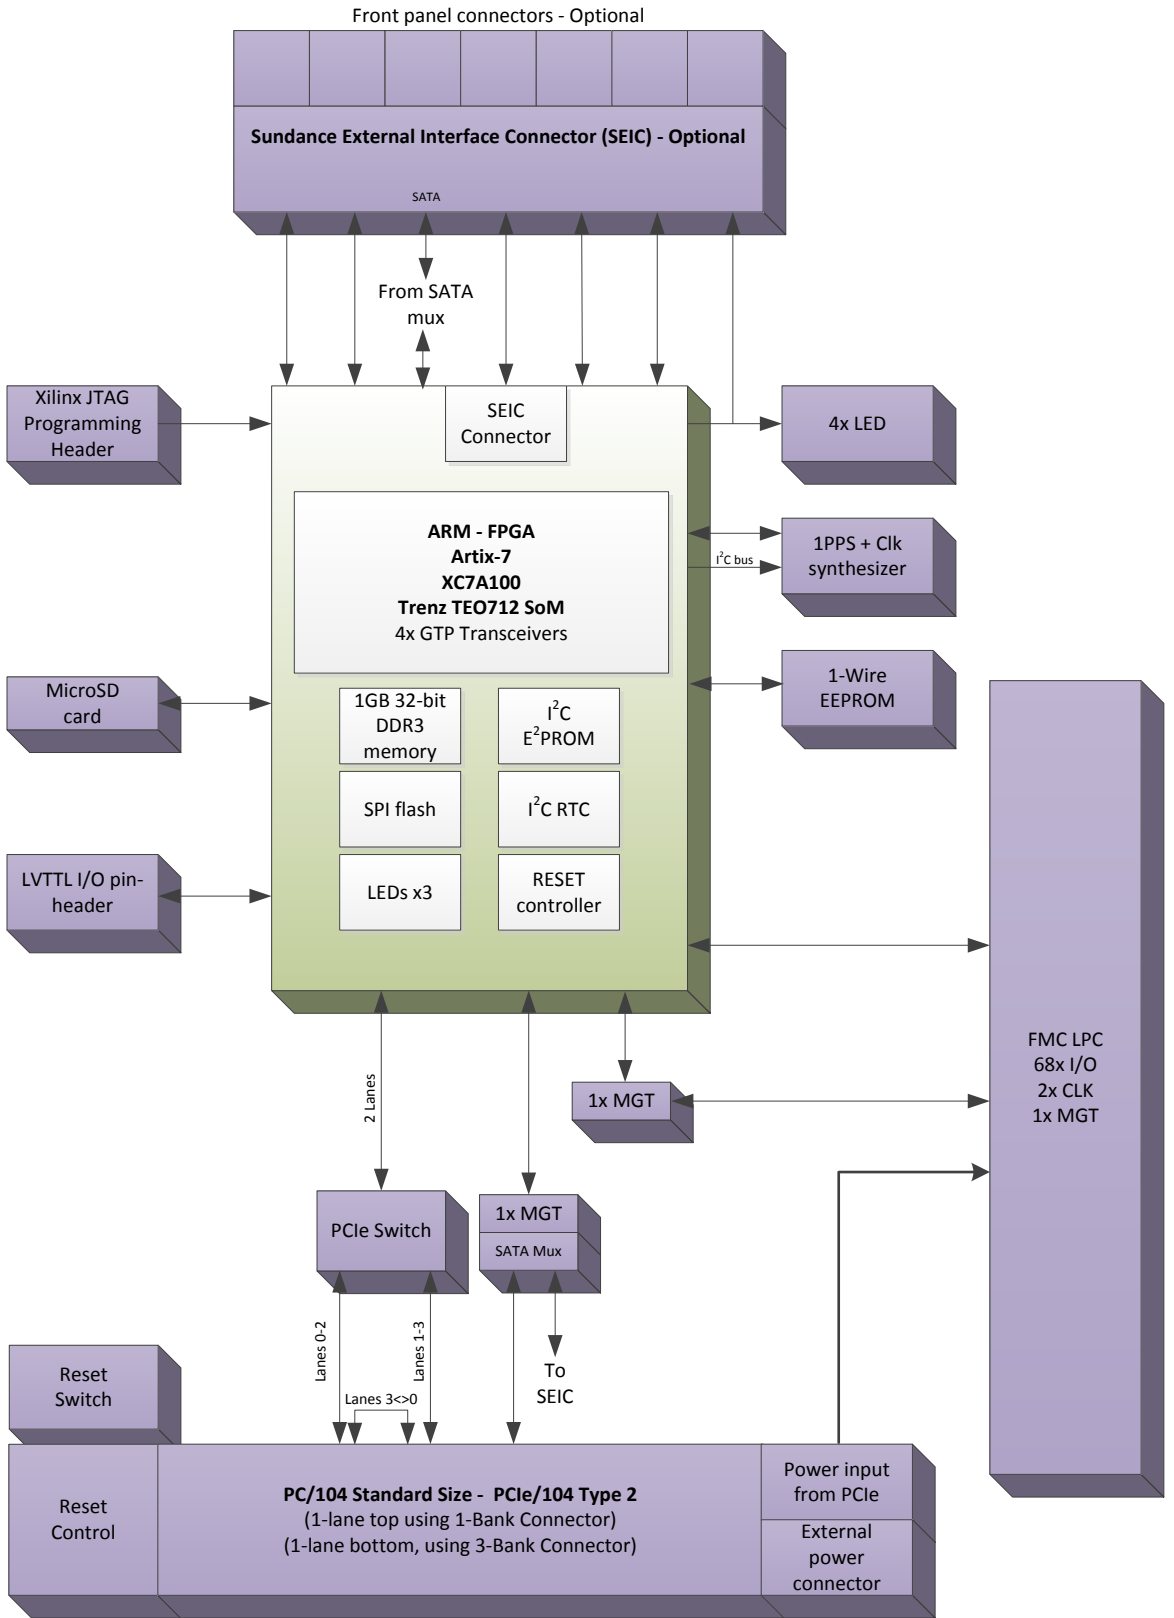 Front panel connectors - Optional
Sundance External Interface Connector (SEIC) - Optional
SATA
From SATA
mux
Xilinx JTAG
Programming
Header
SEIC
Connector
4x LED
ARM - FPGA
Artix-7
XC7A100
Trenz TEO712 SoM
4x GTP Transceivers
1PPS + Clk
synthesizer
I²C bus
1-Wire
EEPROM
MicroSD
card
1GB 32-bit
DDR3
memory
I²C
E²PROM
SPI flash
I²C RTC
LVTTL I/O pin-
header
LEDs x3
RESET
controller
FMC LPC
68x I/O
2x CLK
1x MGT
2 Lanes
1x MGT
PCIe Switch
1x MGT
SATA Mux
Lanes 0-2
Lanes 1-3
To
SEIC
Lanes 3<>0
Reset
Switch
Reset
Control
PC/104 Standard Size -  PCIe/104 Type 2
(1-lane top using 1-Bank Connector)
(1-lane bottom, using 3-Bank Connector)
Power input
from PCIe
External
power
connector